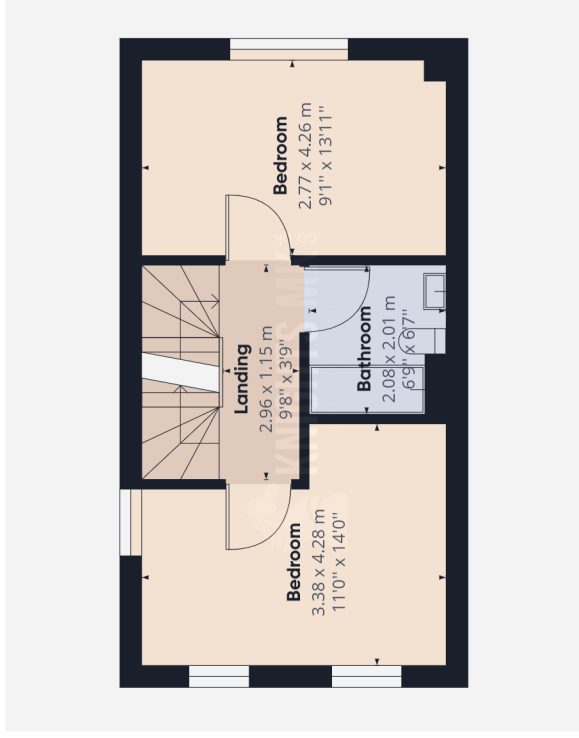 Bedroom
2.77 x 4.26 m
9'1" x 13'11"
Landing
2.96 x 1.15 m
9'8" x 3'9"
Bathroom
2.08 x 2.01 m
6'9" x 6'7"
Bedroom
3.38 x 4.28 m
11'0" x 14'0"